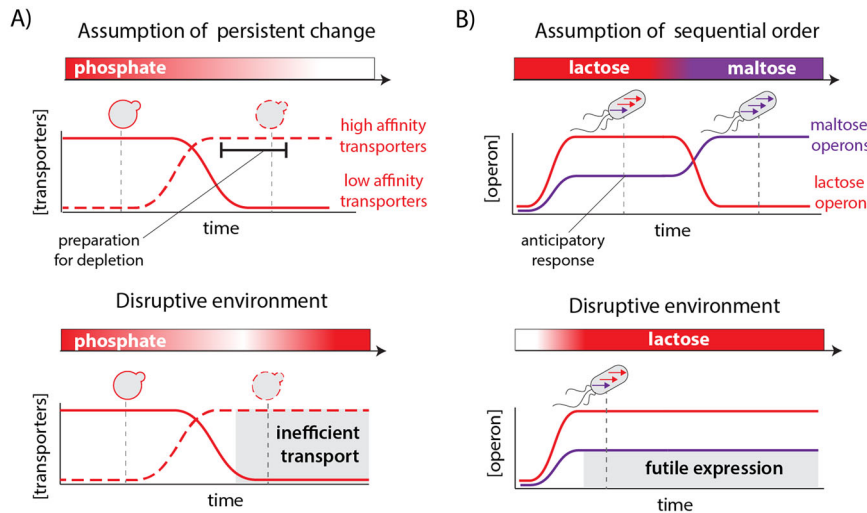 A)
Assumption of persistent change
phosphate
[transporters]
high affinity
transporters
low affinity
transporters
time
preparation
for depletion
Disruptive environment
phosphate
[transporters]
inefficient
transport
time
B)
Assumption of sequential order
lactose
maltose
[operon]
maltose
operons
lactose
operon
time
anticipatory
response
Disruptive environment
lactose
[operon]
futile expression
time